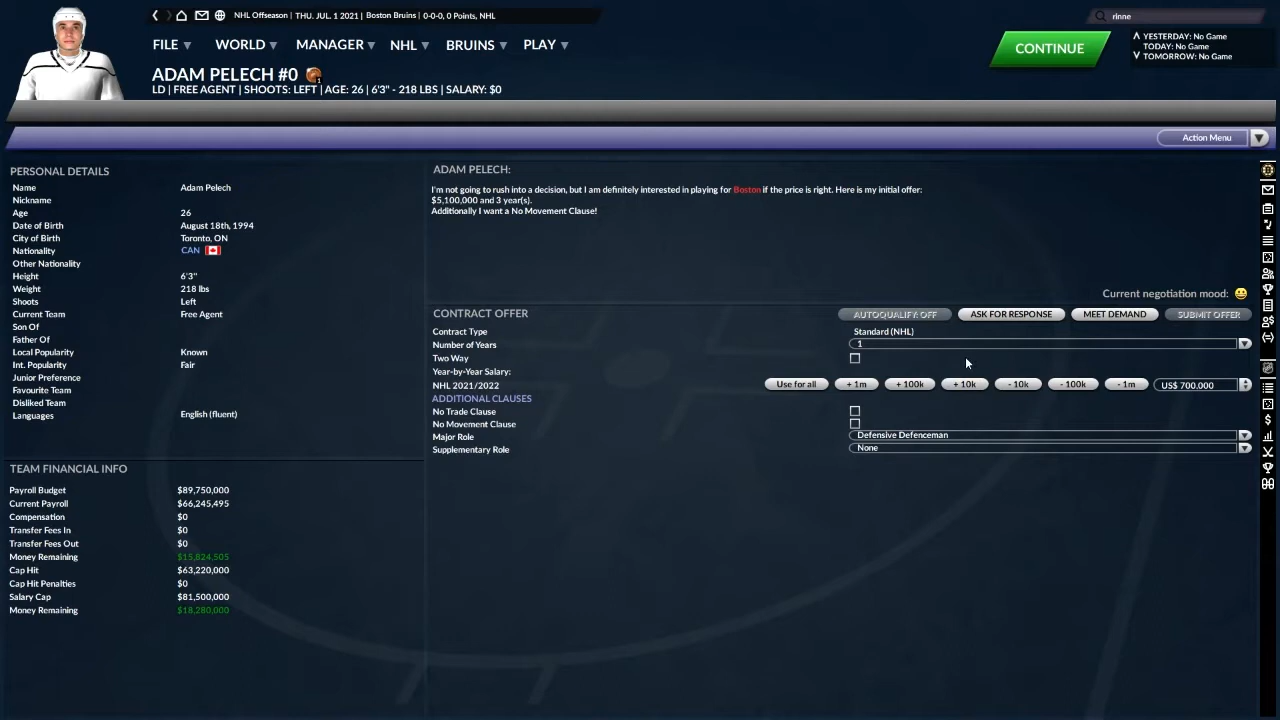 NHL Offseason | THU. JUL. 1 2021 | Boston Bruins | 0-0-0, 0 Points, NHL
rinne
FILE WORLD MANAGER NHL BRUINS PLAY
CONTINUE
YESTERDAY: No Game
TODAY: No Game
TOMORROW: No Game
ADAM PELECH #0
LD | FREE AGENT | SHOOTS: LEFT | AGE: 26 | 6'3" - 218 LBS | SALARY: $0
Action Menu
PERSONAL DETAILS
Name Adam Pelech
Nickname
Age 26
Date of Birth August 18th, 1994
City of Birth Toronto, ON
Nationality CAN
Other Nationality
Height 6'3"
Weight 218 lbs
Shoots Left
Current Team Free Agent
Son Of
Father Of
Local Popularity Known
Int. Popularity Fair
Junior Preference
Favourite Team
Disliked Team
Languages English (fluent)
TEAM FINANCIAL INFO
Payroll Budget $89,750,000
Current Payroll $66,245,495
Compensation $0
Transfer Fees In $0
Transfer Fees Out $0
Money Remaining $15,824,505
Cap Hit $63,220,000
Cap Hit Penalties $0
Salary Cap $81,500,000
Money Remaining $18,280,000
ADAM PELECH:
I'm not going to rush into a decision, but I am definitely interested in playing for Boston if the price is right. Here is my initial offer:
$5,100,000 and 3 year(s).
Additionally I want a No Movement Clause!
Current negotiation mood:
CONTRACT OFFER AUTOQUALIFY: OFF ASK FOR RESPONSE MEET DEMAND SUBMIT OFFER
Contract Type Standard (NHL)
Number of Years 1
Two Way
Year-by-Year Salary:
NHL 2021/2022 Use for all + 1m + 100k + 10k - 10k - 100k - 1m US$ 700,000
ADDITIONAL CLAUSES
No Trade Clause
No Movement Clause
Major Role Defensive Defenceman
Supplementary Role None